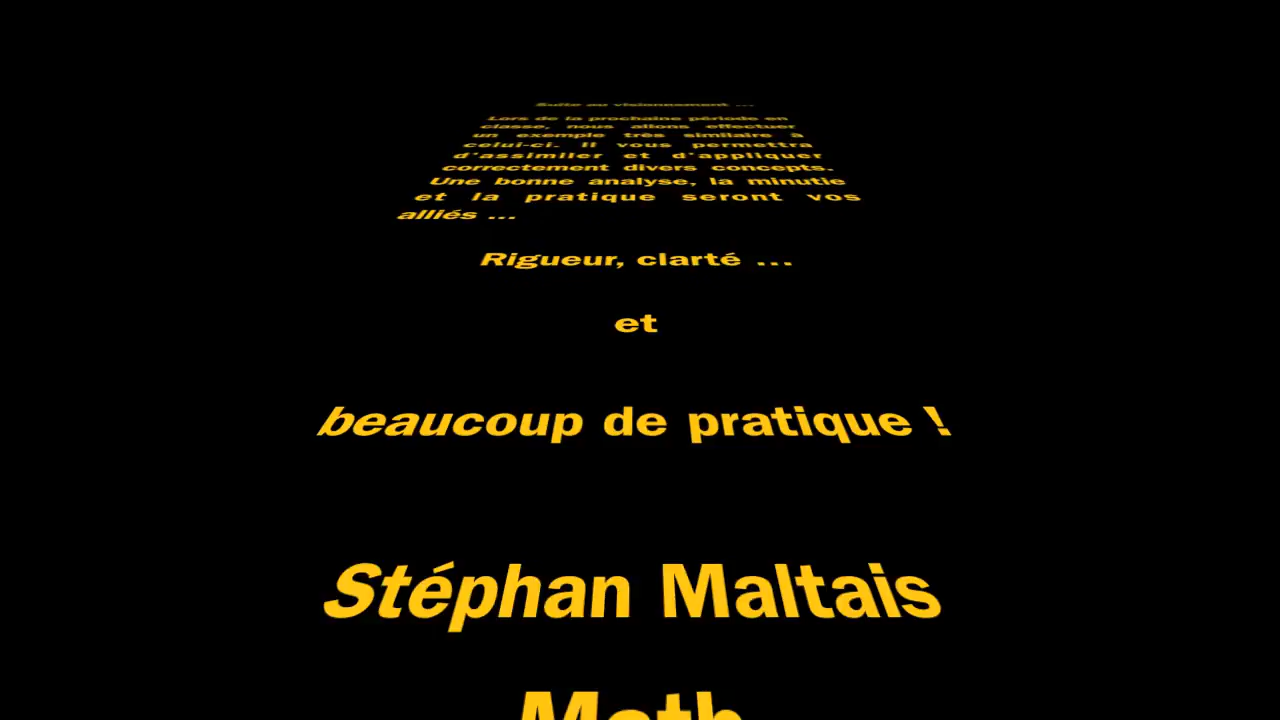 Suite au visionnement ...
Lors de la prochaine période en
classe, nous allons effectuer
un exemple très similaire à
celui-ci. Il vous permettra
d'assimiler et d'appliquer
correctement divers concepts.
Une bonne analyse, la minutie
et la pratique seront vos
alliés ...
Rigueur, clarté ...
et
beaucoup de pratique !
Stéphan Maltais
Math